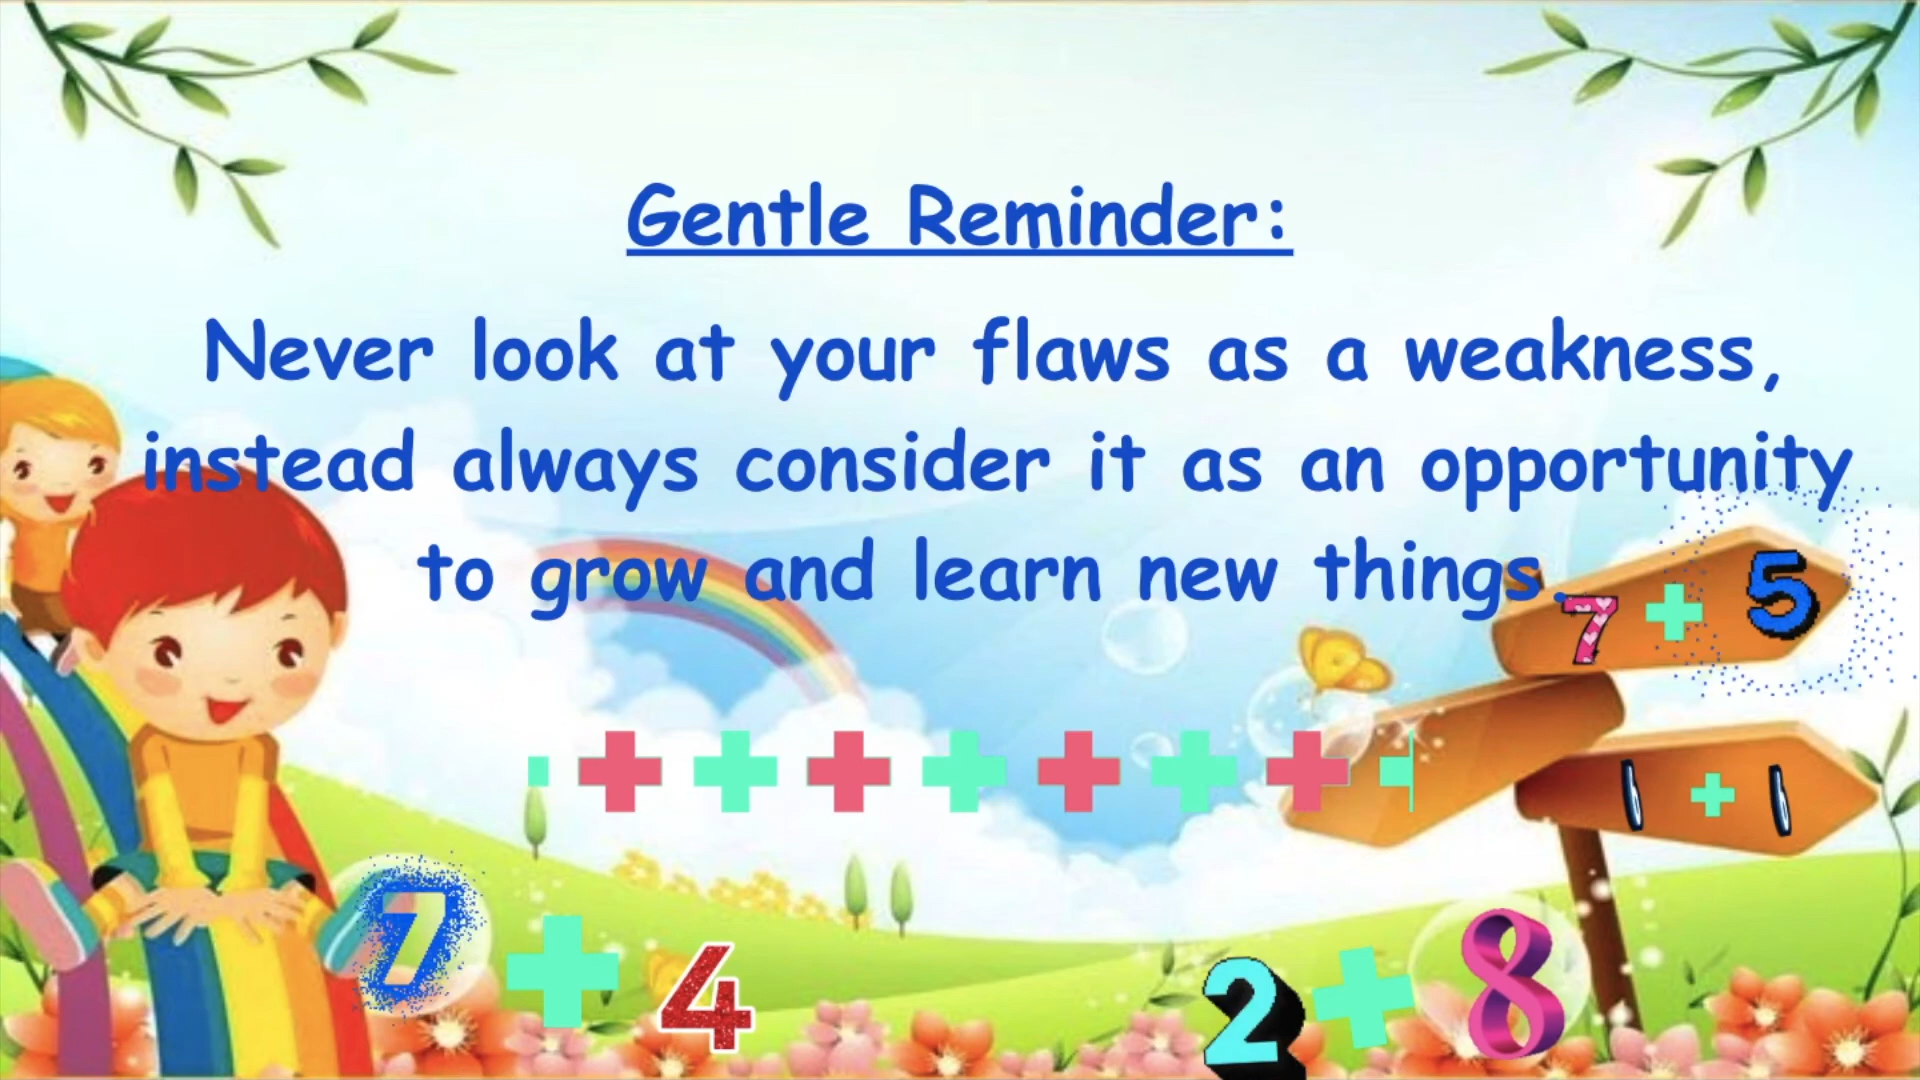 Gentle Reminder:
Never look at your flaws as a weakness,
instead always consider it as an opportunity
to grow and learn new things.
7 + 5
1 + 1
7 + 4
2 + 8